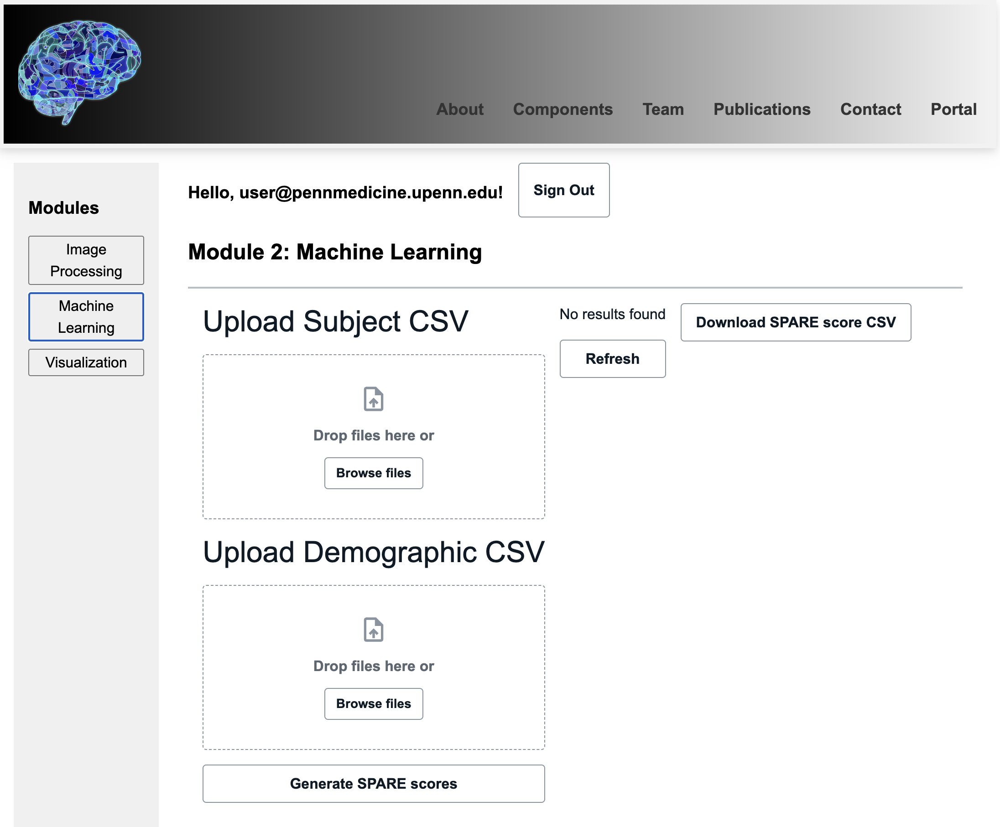 About Components Team Publications Contact Portal
Modules
Image
Processing
Machine
Learning
Visualization
Hello, user@pennmedicine.upenn.edu!
Sign Out
Module 2: Machine Learning
Upload Subject CSV
Drop files here or
Browse files
Upload Demographic CSV
Drop files here or
Browse files
Generate SPARE scores
No results found
Refresh
Download SPARE score CSV